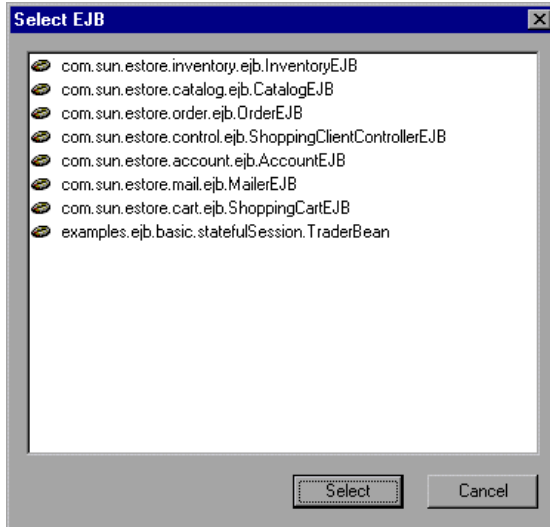 Select EJB
com.sun.estore.inventory.ejb.InventoryEJB
com.sun.estore.catalog.ejb.CatalogEJB
com.sun.estore.order.ejb.OrderEJB
com.sun.estore.control.ejb.ShoppingClientControllerEJB
com.sun.estore.account.ejb.AccountEJB
com.sun.estore.mail.ejb.MailerEJB
com.sun.estore.cart.ejb.ShoppingCartEJB
examples.ejb.basic.statefulSession.TraderBean
Select Cancel